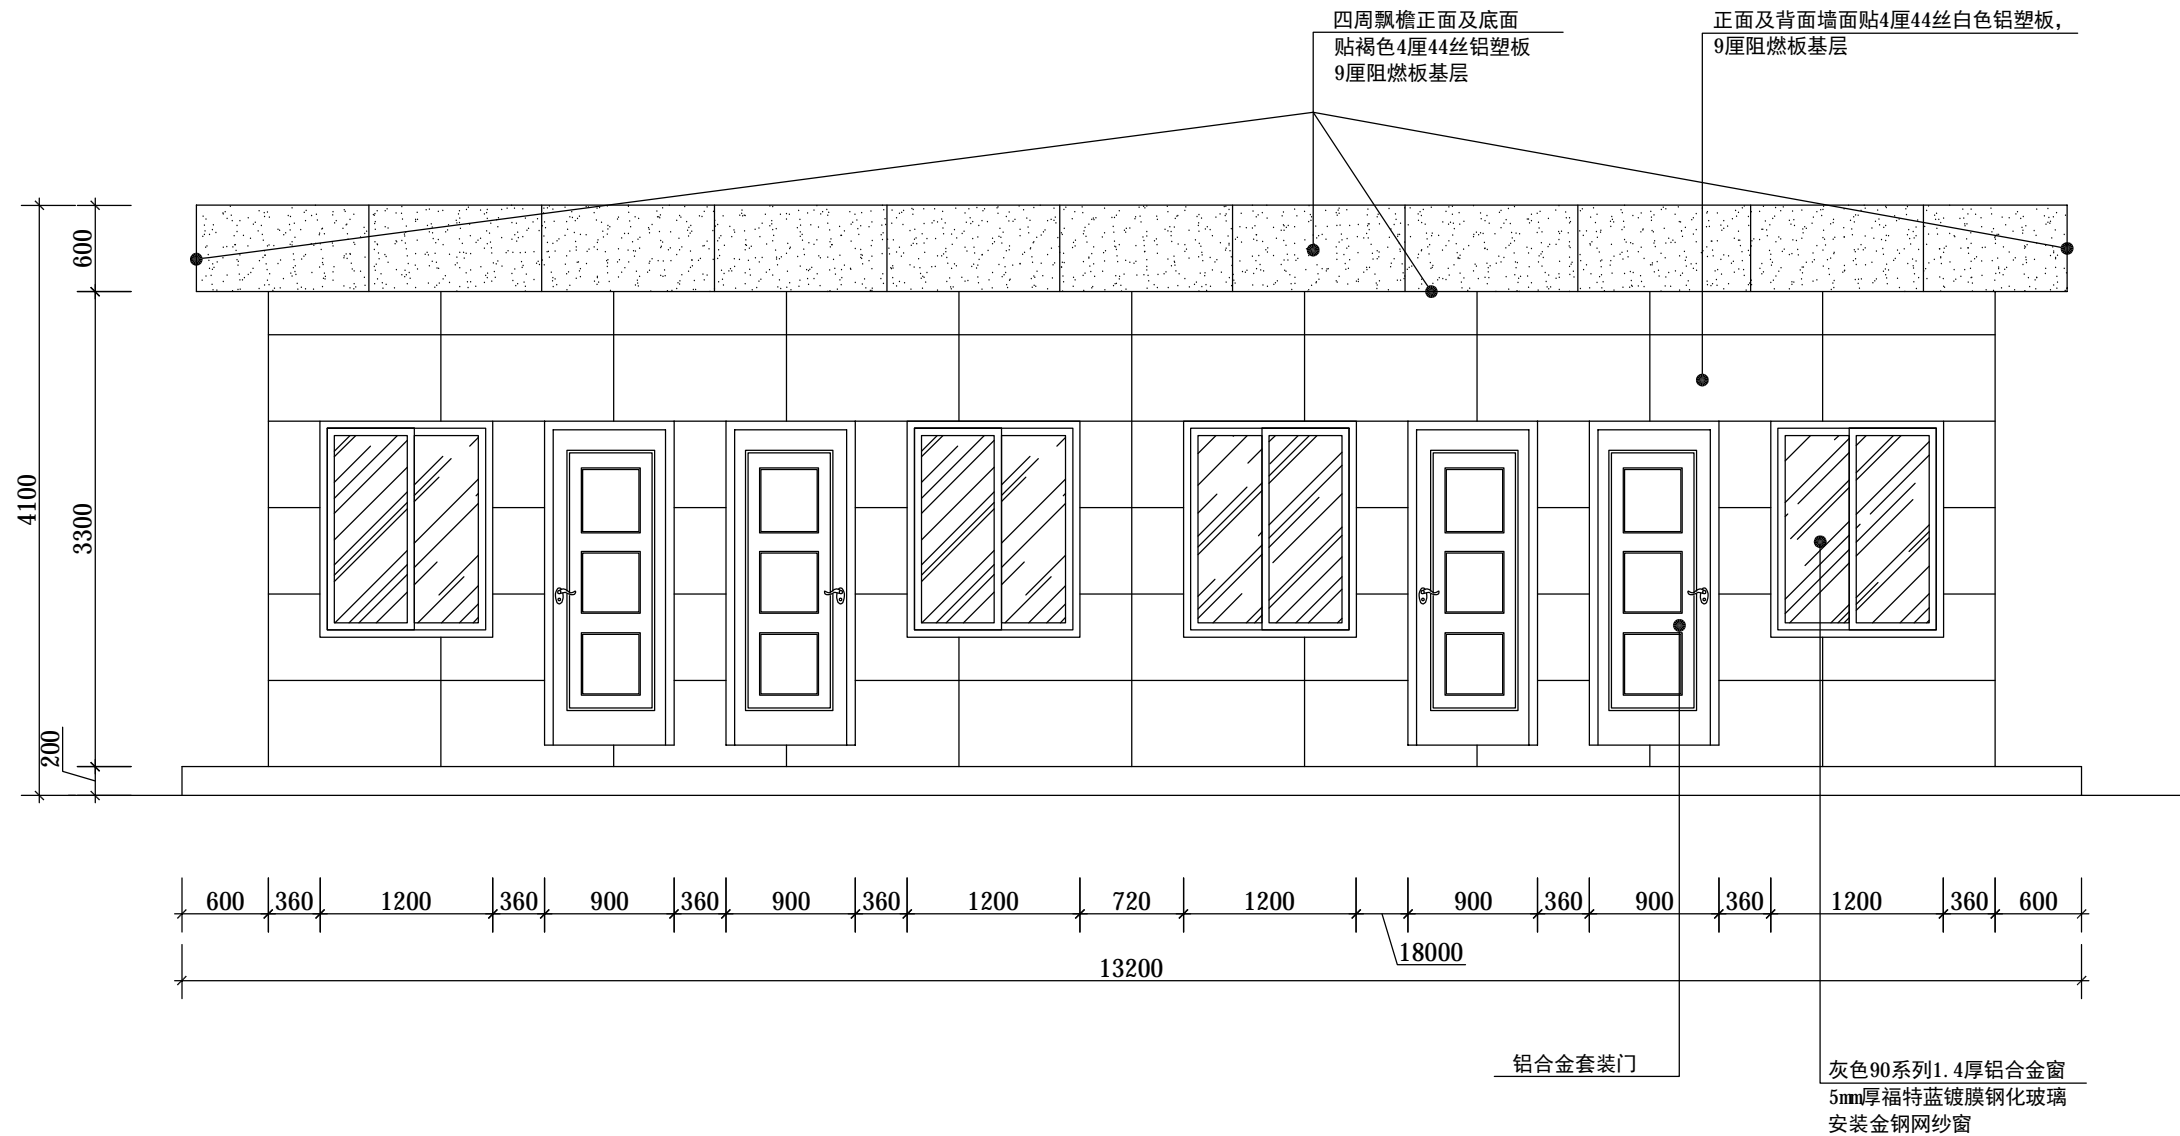 四周飘檐正面及底面
贴褐色4厘44丝铝塑板
9厘阻燃板基层
正面及背面墙面贴4厘44丝白色铝塑板，
9厘阻燃板基层
600
4100
3300
200
600
360
1200
360
900
360
900
360
1200
720
1200
900
360
900
360
1200
360
600
18000
13200
铝合金套装门
灰色90系列1.4厚铝合金窗
5mm厚福特蓝镀膜钢化玻璃
安装金钢网纱窗